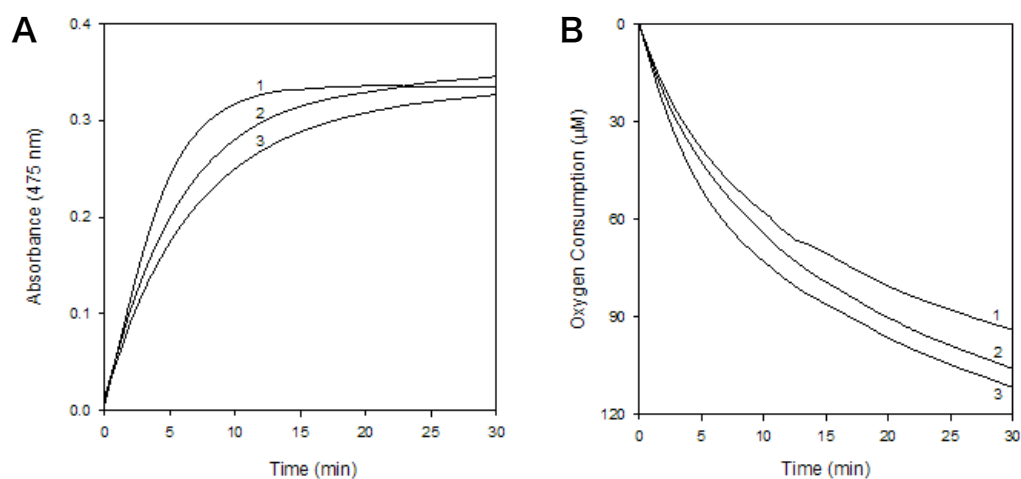 A
0.4
0.3
0.2
0.1
0.0
Absorbance (475 nm)
1
2
3
0 5 10 15 20 25 30
Time (min)
B
0
30
60
90
120
Oxygen Consumption (µM)
1
2
3
0 5 10 15 20 25 30
Time (min)